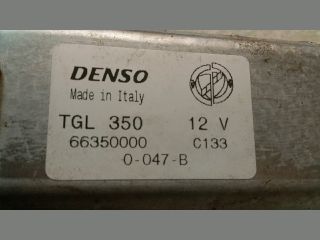 DENSO
Made in Italy
TGL 350 12 V
66350000 C133
0-047-B